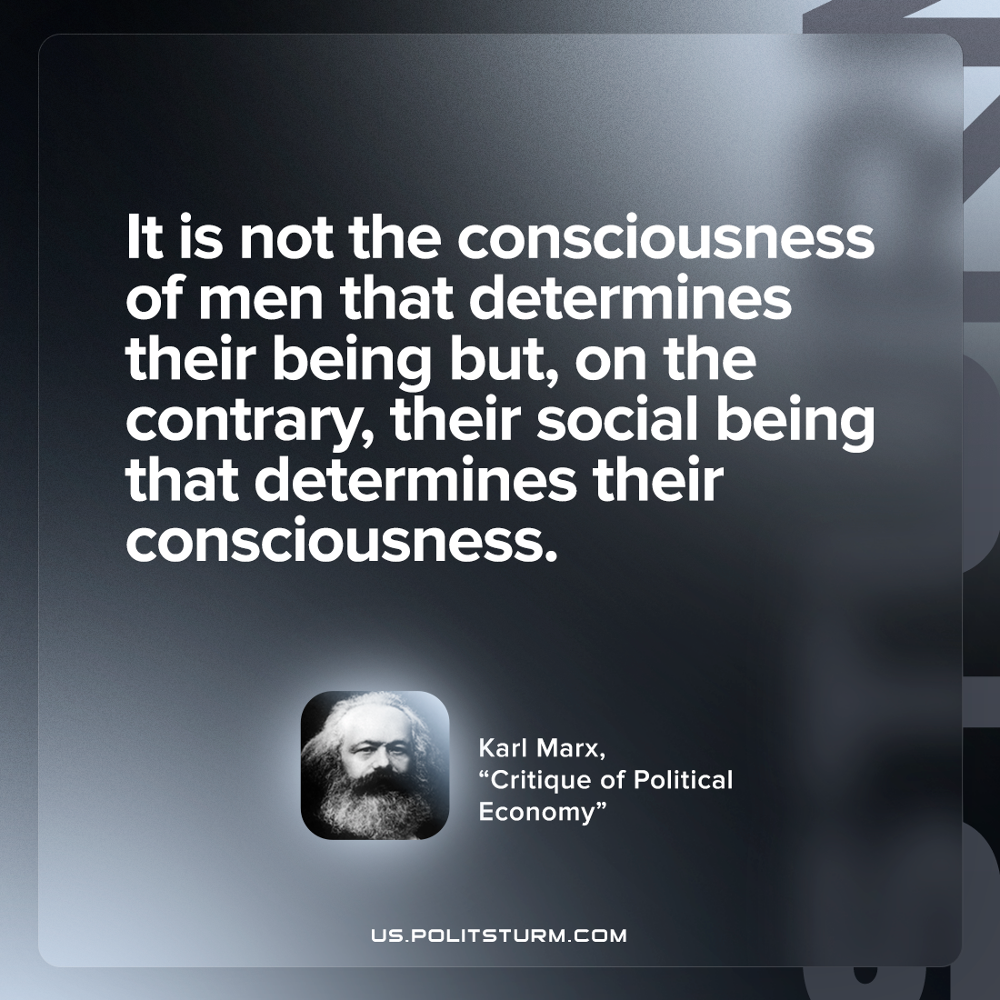 It is not the consciousness
of men that determines
their being but, on the
contrary, their social being
that determines their
consciousness.
Karl Marx,
“Critique of Political
Economy”
US.POLITSTURM.COM